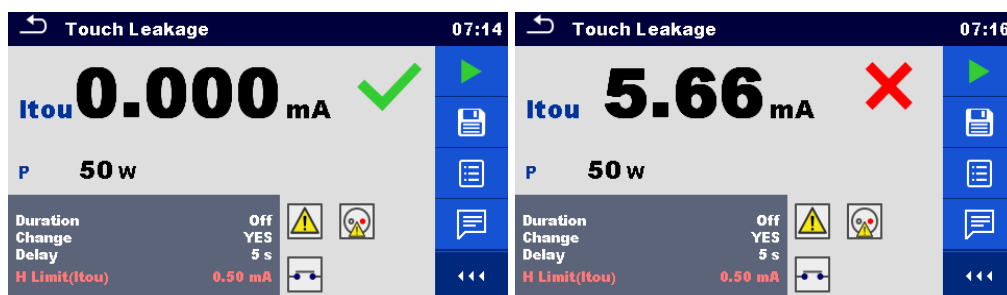 Touch Leakage 07:14
Itou 0.000 mA
P 50 W
Duration Off
Change YES
Delay 5 s
H Limit(Itou) 0.50 mA
Touch Leakage 07:16
Itou 5.66 mA
P 50 W
Duration Off
Change YES
Delay 5 s
H Limit(Itou) 0.50 mA